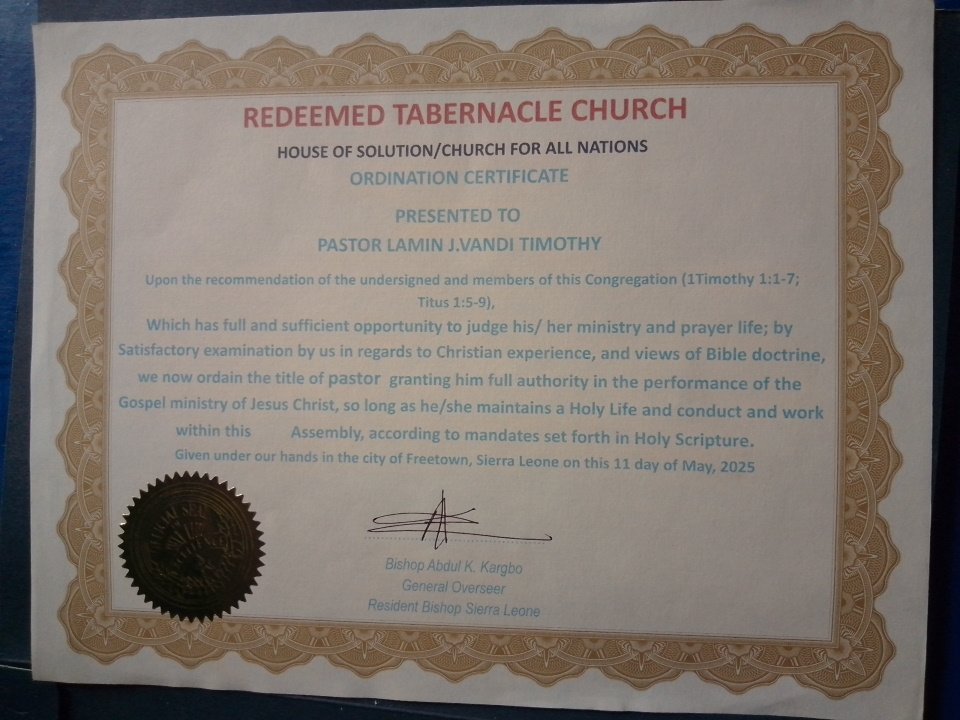 REDEEMED TABERNACLE CHURCH
HOUSE OF SOLUTION/CHURCH FOR ALL NATIONS
ORDINATION CERTIFICATE
PRESENTED TO
PASTOR LAMIN J.VANDI TIMOTHY
Upon the recommendation of the undersigned and members of this Congregation (1Timothy 1:1-7;
Titus 1:5-9),
Which has full and sufficient opportunity to judge his/ her ministry and prayer life; by
Satisfactory examination by us in regards to Christian experience, and views of Bible doctrine,
we now ordain the title of pastor granting him full authority in the performance of the
Gospel ministry of Jesus Christ, so long as he/she maintains a Holy Life and conduct and work
within this Assembly, according to mandates set forth in Holy Scripture.
Given under our hands in the city of Freetown, Sierra Leone on this 11 day of May, 2025
Bishop Abdul K. Kargbo
General Overseer
Resident Bishop Sierra Leone